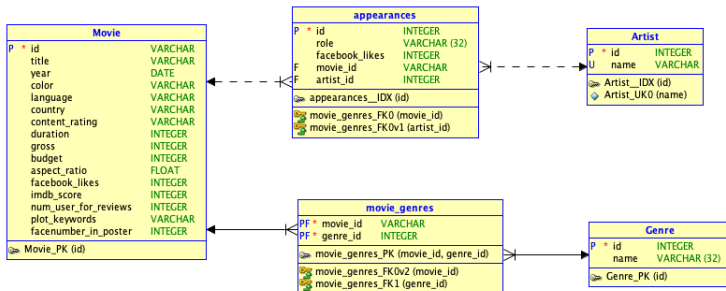 Movie
P * id VARCHAR
title VARCHAR
year DATE
color VARCHAR
language VARCHAR
country VARCHAR
content_rating VARCHAR
duration INTEGER
gross INTEGER
budget INTEGER
aspect_ratio FLOAT
facebook_likes INTEGER
imdb_score INTEGER
num_user_for_reviews INTEGER
plot_keywords VARCHAR
facenumber_in_poster INTEGER
Movie_PK (id)
appearances
P * id INTEGER
role VARCHAR (32)
facebook_likes INTEGER
F movie_id VARCHAR
F artist_id INTEGER
appearances__IDX (id)
movie_genres_FK0 (movie_id)
movie_genres_FK0v1 (artist_id)
Artist
P * id INTEGER
U name VARCHAR
Artist__IDX (id)
Artist_UK0 (name)
movie_genres
PF * movie_id VARCHAR
PF * genre_id INTEGER
movie_genres_PK (movie_id, genre_id)
movie_genres_FK0v2 (movie_id)
movie_genres_FK1 (genre_id)
Genre
P * id INTEGER
name VARCHAR (32)
Genre_PK (id)